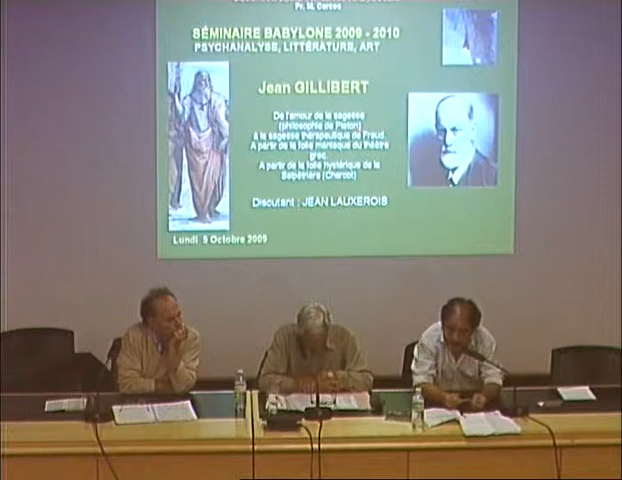 Pr. M. Corcos
SÉMINAIRE BABYLONE 2009 - 2010
PSYCHANALYSE, LITTÉRATURE, ART
Jean GILLIBERT
De l'amour de la sagesse
(philosophie de Platon)
à la sagesse thérapeutique de Freud.
A partir de la folie maniaque du théâtre
grec.
A partir de la folie hystérique de la
Salpêtrière (Charcot)
Discutant : JEAN LAUXEROIS
Lundi 5 Octobre 2009